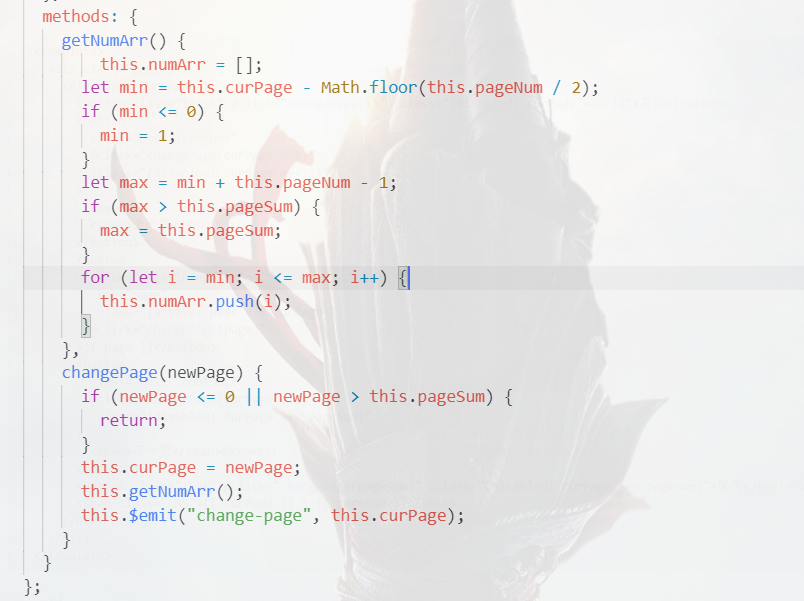 methods: {
getNumArr() {
this.numArr = [];
let min = this.curPage - Math.floor(this.pageNum / 2);
if (min <= 0) {
min = 1;
}
let max = min + this.pageNum - 1;
if (max > this.pageSum) {
max = this.pageSum;
}
for (let i = min; i <= max; i++) {
this.numArr.push(i);
}
},
changePage(newPage) {
if (newPage <= 0 || newPage > this.pageSum) {
return;
}
this.curPage = newPage;
this.getNumArr();
this.$emit("change-page", this.curPage);
}
}
};